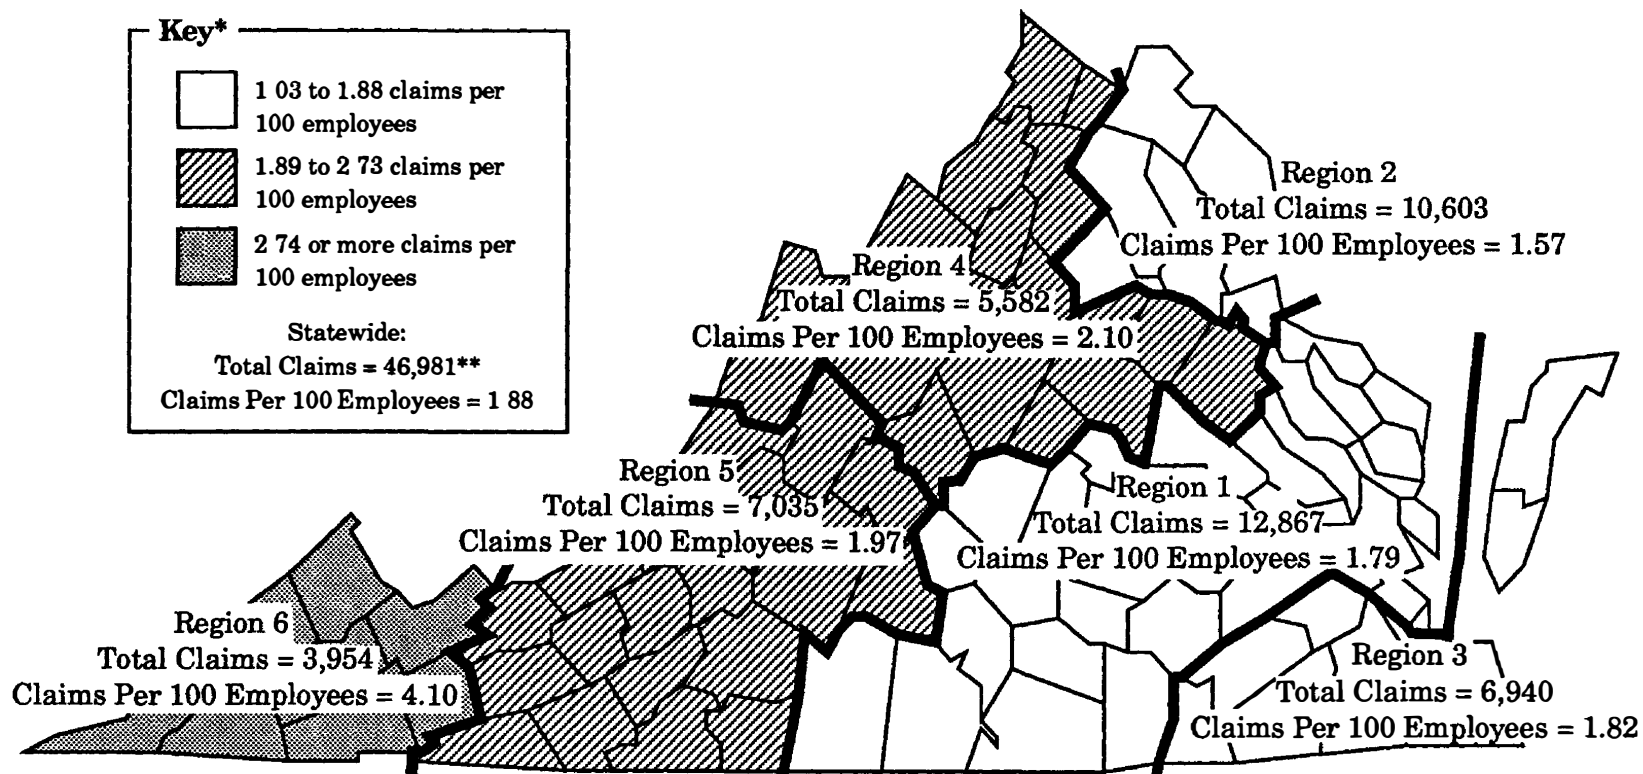 Key*
1 03 to 1.88 claims per
100 employees
1.89 to 2 73 claims per
100 employees
2 74 or more claims per
100 employees
Statewide:
Total Claims = 46,981**
Claims Per 100 Employees = 1 88
Region 2
Total Claims = 10,603
Claims Per 100 Employees = 1.57
Region 4
Total Claims = 5,582
Claims Per 100 Employees = 2.10
Region 5
Total Claims = 7,035
Claims Per 100 Employees = 1.97
Region 1
Total Claims = 12,867
Claims Per 100 Employees = 1.79
Region 6
Total Claims = 3,954
Claims Per 100 Employees = 4.10
Region 3
Total Claims = 6,940
Claims Per 100 Employees = 1.82